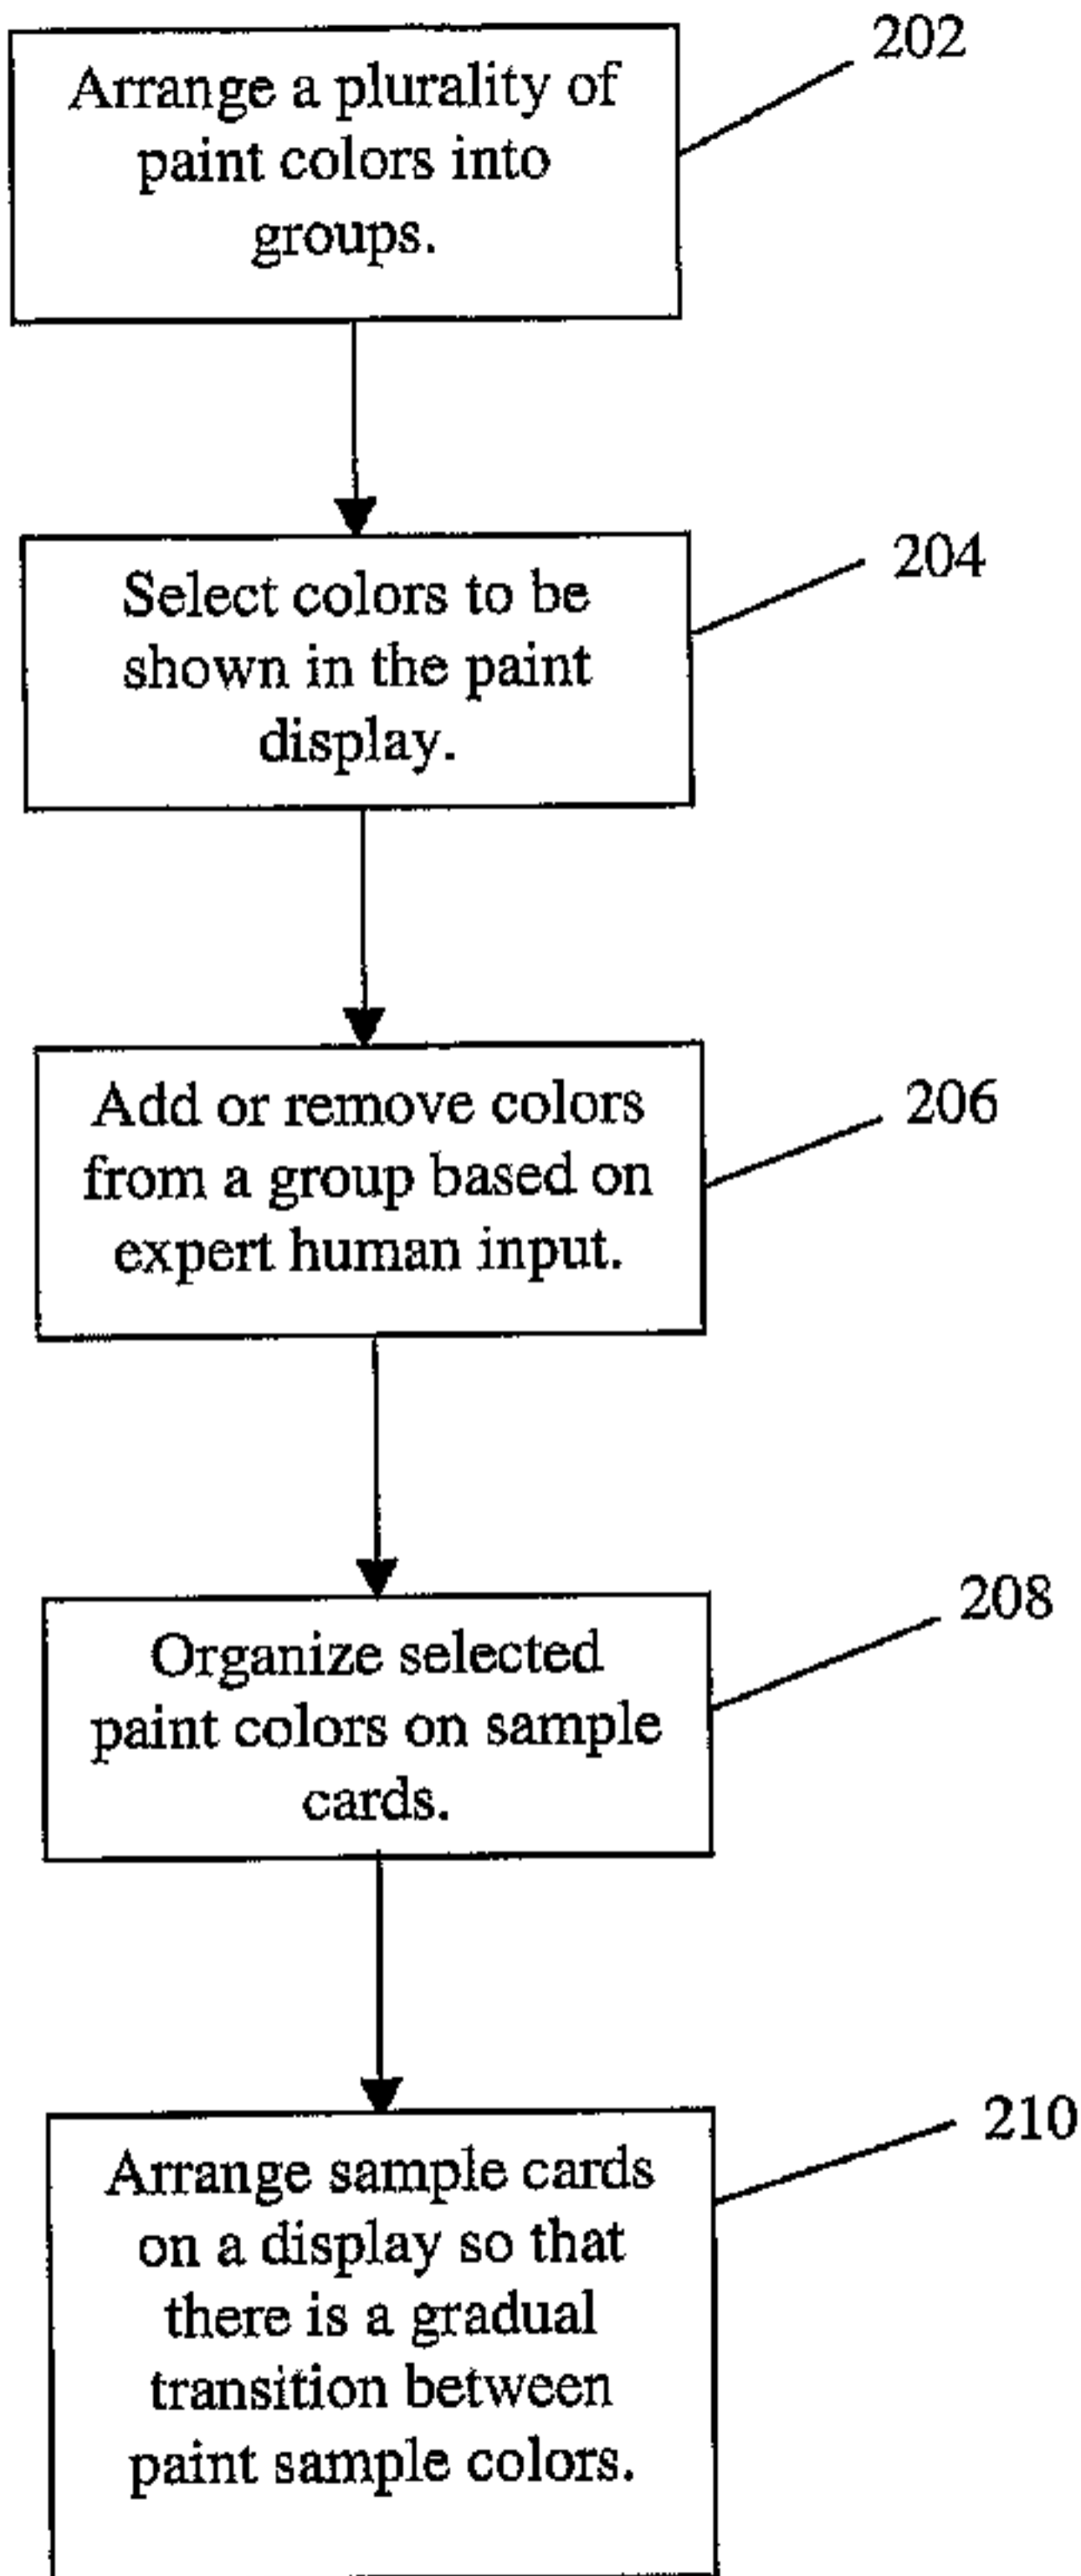 202
Arrange a plurality of
paint colors into
groups.
204
Select colors to be
shown in the paint
display.
206
Add or remove colors
from a group based on
expert human input.
208
Organize selected
paint colors on sample
cards.
210
Arrange sample cards
on a display so that
there is a gradual
transition between
paint sample colors.